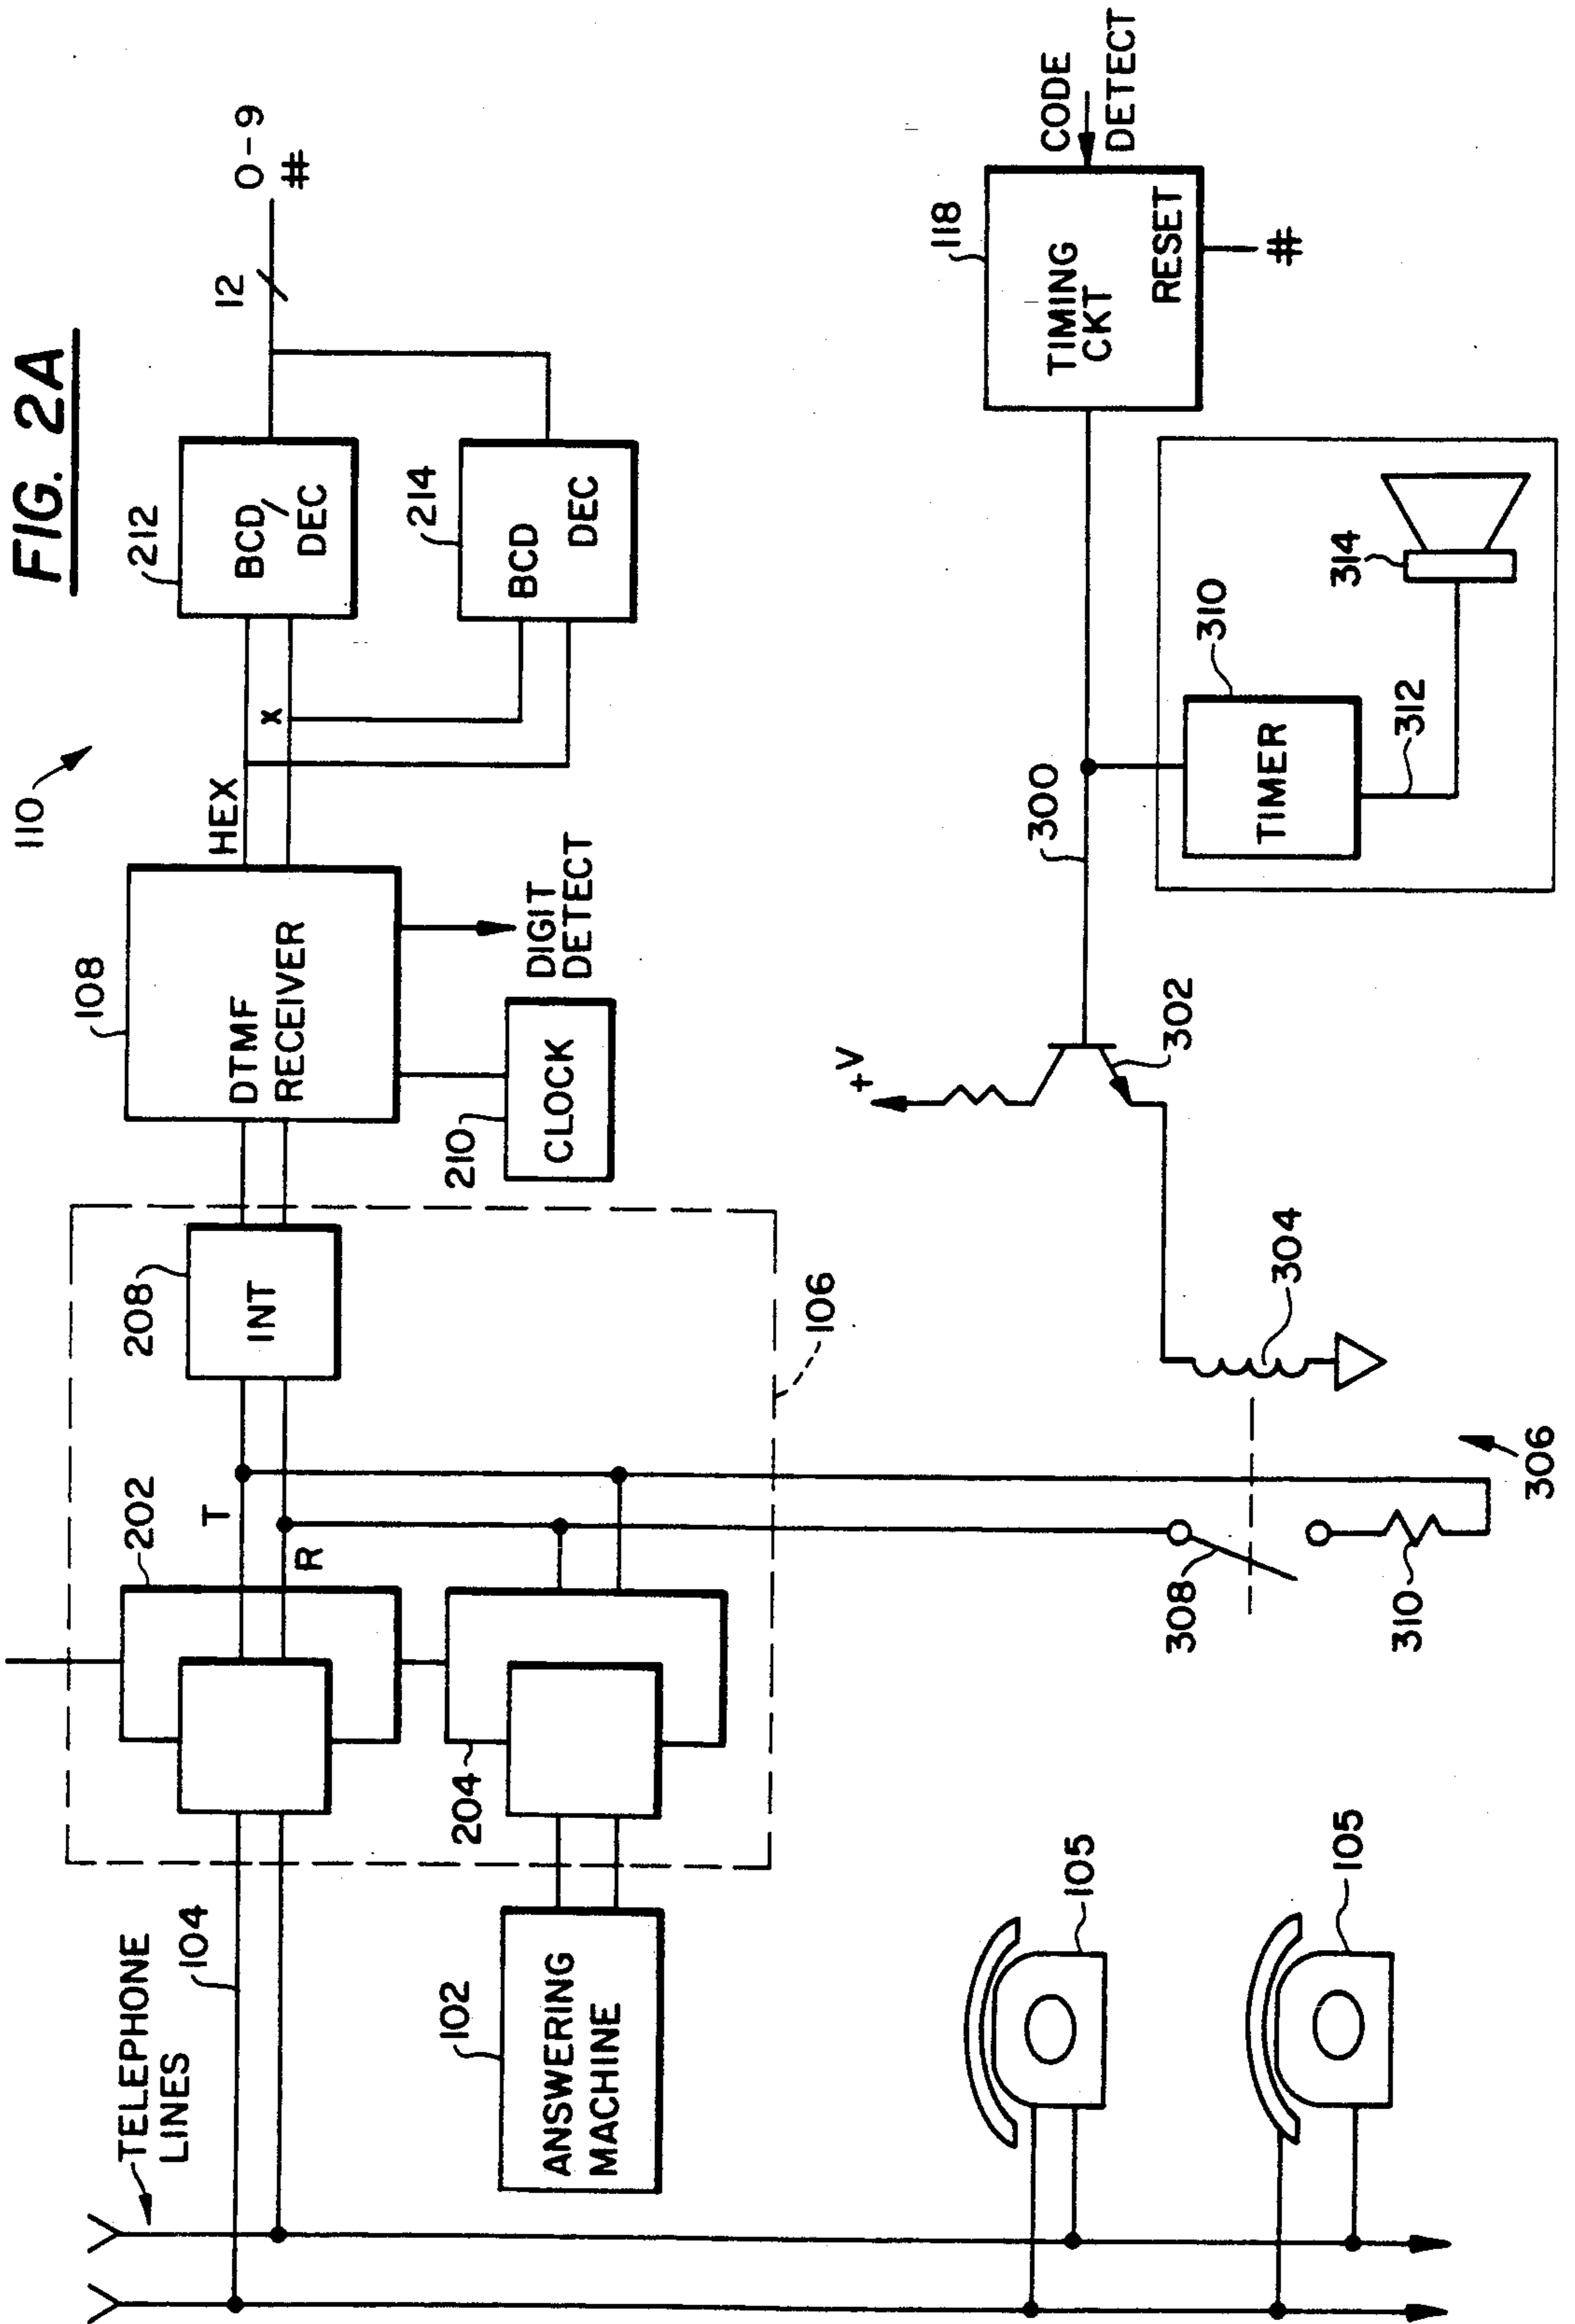 FIG. 2A
110
TELEPHONE
LINES
104
202
T
R
208
INT
108
DTMF
RECEIVER
HEX
X
212
BCD/
DEC
12
0-9
#
214
BCD
DEC
210
CLOCK
DIGIT
DETECT
102
ANSWERING
MACHINE
204
106
+V
302
300
118
TIMING
CKT
RESET
CODE
DETECT
#
310
TIMER
312
314
304
306
308
310
105
105